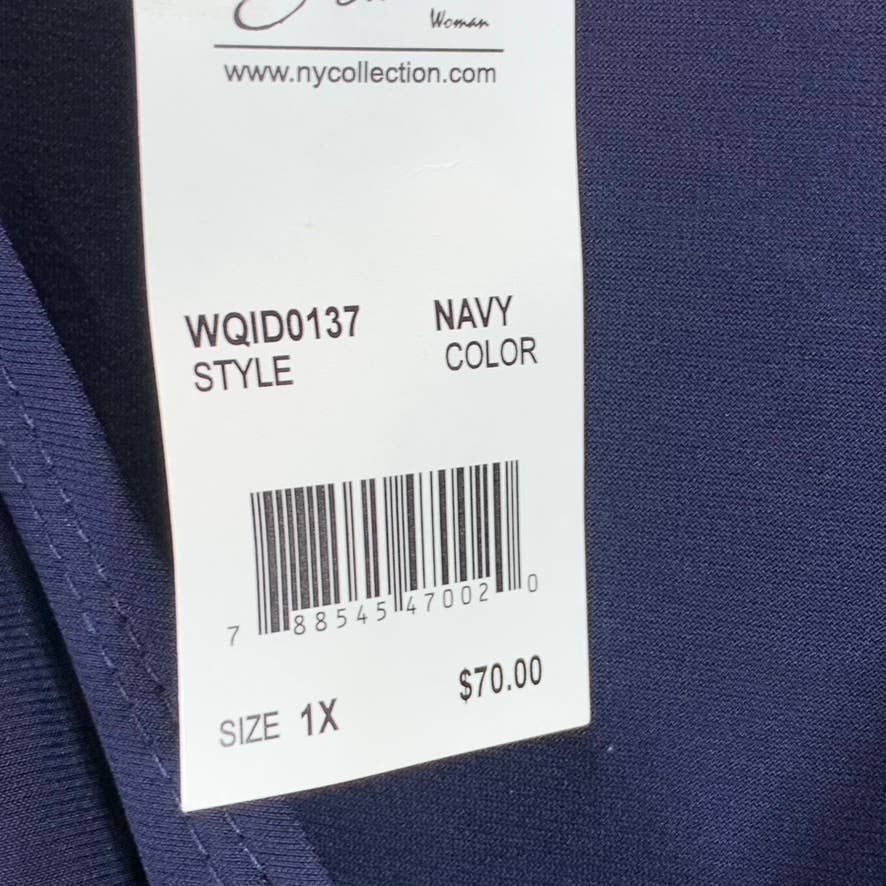 Woman
www.nycollection.com
WQID0137 NAVY
STYLE COLOR
7 88545 47002 0
$70.00
SIZE 1X